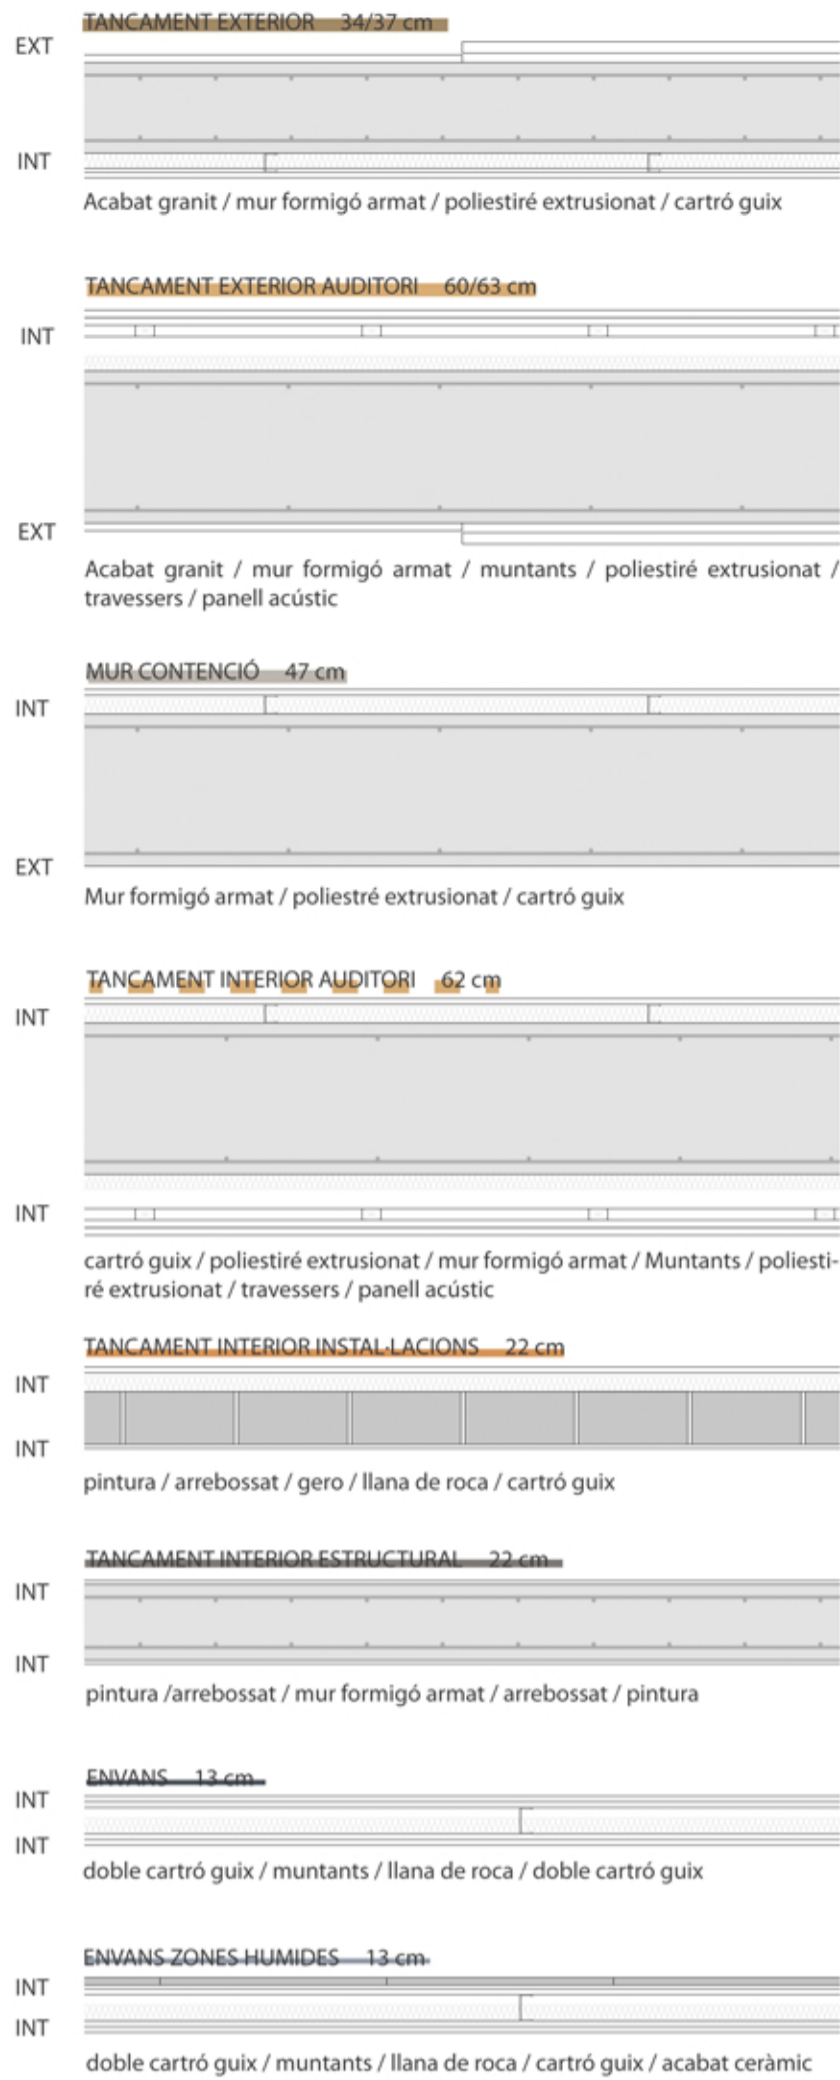 TANCAMENT EXTERIOR 34/37 cm
EXT
INT
Acabat granit / mur formigó armat / poliestiré extrusionat / cartró guix
TANCAMENT EXTERIOR AUDITORI 60/63 cm
INT
EXT
Acabat granit / mur formigó armat / muntants / poliestiré extrusionat /
travessers / panell acústic
MUR CONTENCIÓ 47 cm
INT
EXT
Mur formigó armat / poliestré extrusionat / cartró guix
TANCAMENT INTERIOR AUDITORI 62 cm
INT
INT
cartró guix / poliestiré extrusionat / mur formigó armat / Muntants / poliesti-
ré extrusionat / travessers / panell acústic
TANCAMENT INTERIOR INSTAL·LACIONS 22 cm
INT
INT
pintura / arrebossat / gero / llana de roca / cartró guix
TANCAMENT INTERIOR ESTRUCTURAL 22 cm
INT
INT
pintura /arrebossat / mur formigó armat / arrebossat / pintura
ENVANS 13 cm
INT
INT
doble cartró guix / muntants / llana de roca / doble cartró guix
ENVANS ZONES HUMIDES 13 cm
INT
INT
doble cartró guix / muntants / llana de roca / cartró guix / acabat ceràmic